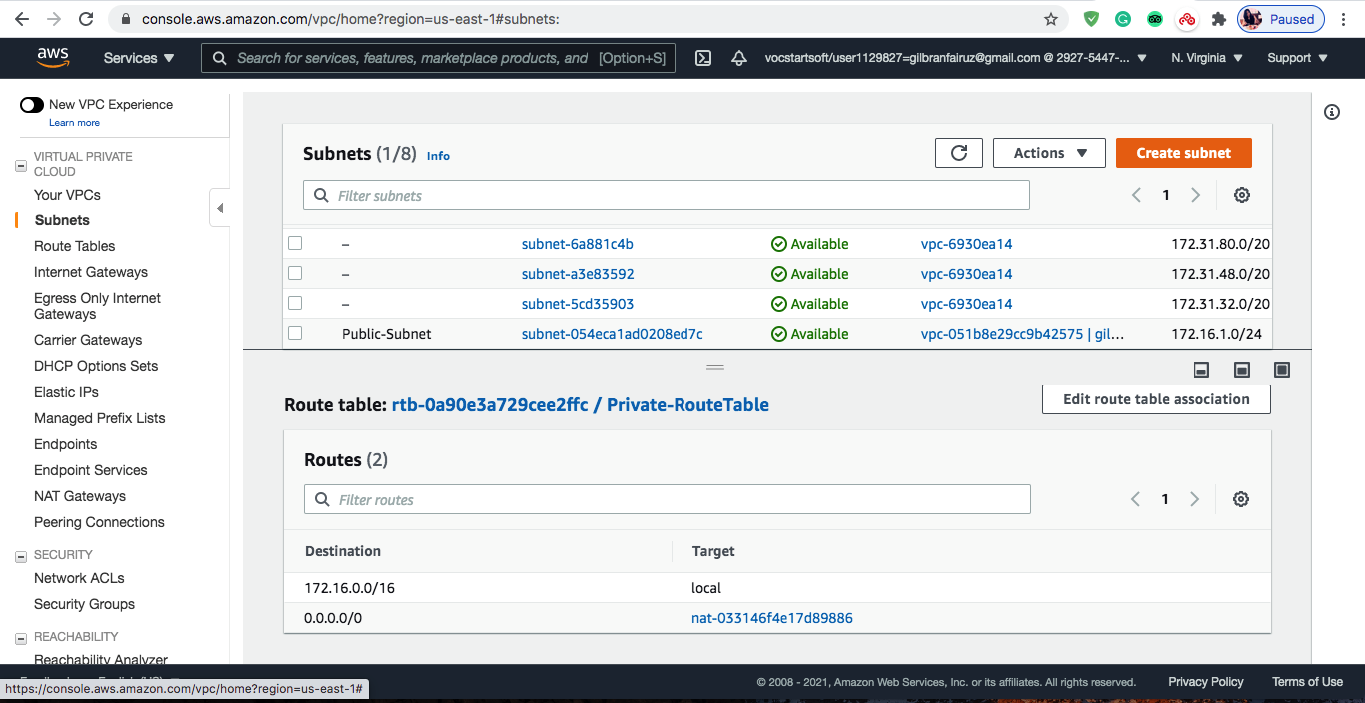 console.aws.amazon.com/vpc/home?region=us-east-1#subnets:
Paused
aws
Services ▼
Search for services, features, marketplace products, and [Option+S]
vocstartsoft/user1129827=gilbranfairuz@gmail.com @ 2927-5447-... ▼
N. Virginia ▼
Support ▼
New VPC Experience
Learn more
VIRTUAL PRIVATE
CLOUD
Your VPCs
Subnets
Route Tables
Internet Gateways
Egress Only Internet
Gateways
Carrier Gateways
DHCP Options Sets
Elastic IPs
Managed Prefix Lists
Endpoints
Endpoint Services
NAT Gateways
Peering Connections
SECURITY
Network ACLs
Security Groups
REACHABILITY
Reachability Analyzer
Subnets (1/8) Info
Actions ▼
Create subnet
Filter subnets
1
– subnet-6a881c4b Available vpc-6930ea14 172.31.80.0/20
– subnet-a3e83592 Available vpc-6930ea14 172.31.48.0/20
– subnet-5cd35903 Available vpc-6930ea14 172.31.32.0/20
Public-Subnet subnet-054eca1ad0208ed7c Available vpc-051b8e29cc9b42575 | gil... 172.16.1.0/24
Route table: rtb-0a90e3a729cee2ffc / Private-RouteTable
Edit route table association
Routes (2)
Filter routes
1
Destination Target
172.16.0.0/16 local
0.0.0.0/0 nat-033146f4e17d89886
https://console.aws.amazon.com/vpc/home?region=us-east-1#
© 2008 - 2021, Amazon Web Services, Inc. or its affiliates. All rights reserved.
Privacy Policy
Terms of Use